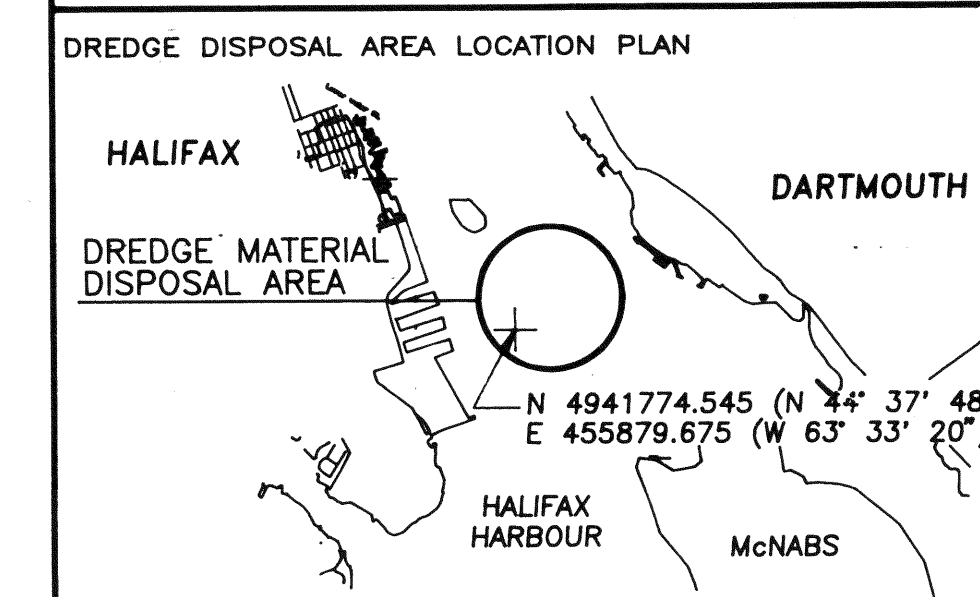 DREDGE DISPOSAL AREA LOCATION PLAN
HALIFAX
DARTMOUTH
DREDGE MATERIAL
DISPOSAL AREA
N 4941774.545 (N 44° 37' 48
E 455879.675 (W 63° 33' 20"
HALIFAX
HARBOUR
McNABS